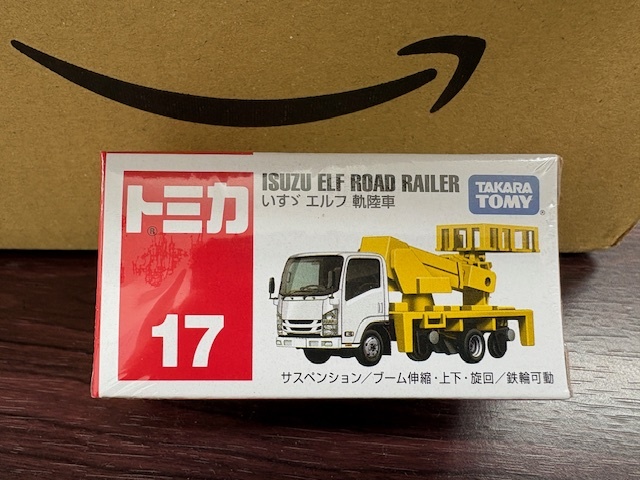 トミカ
®
17
ISUZU ELF ROAD RAILER
いすゞ エルフ 軌陸車
TAKARA
TOMY
サスペンション／ブーム伸縮・上下・旋回／鉄輪可動